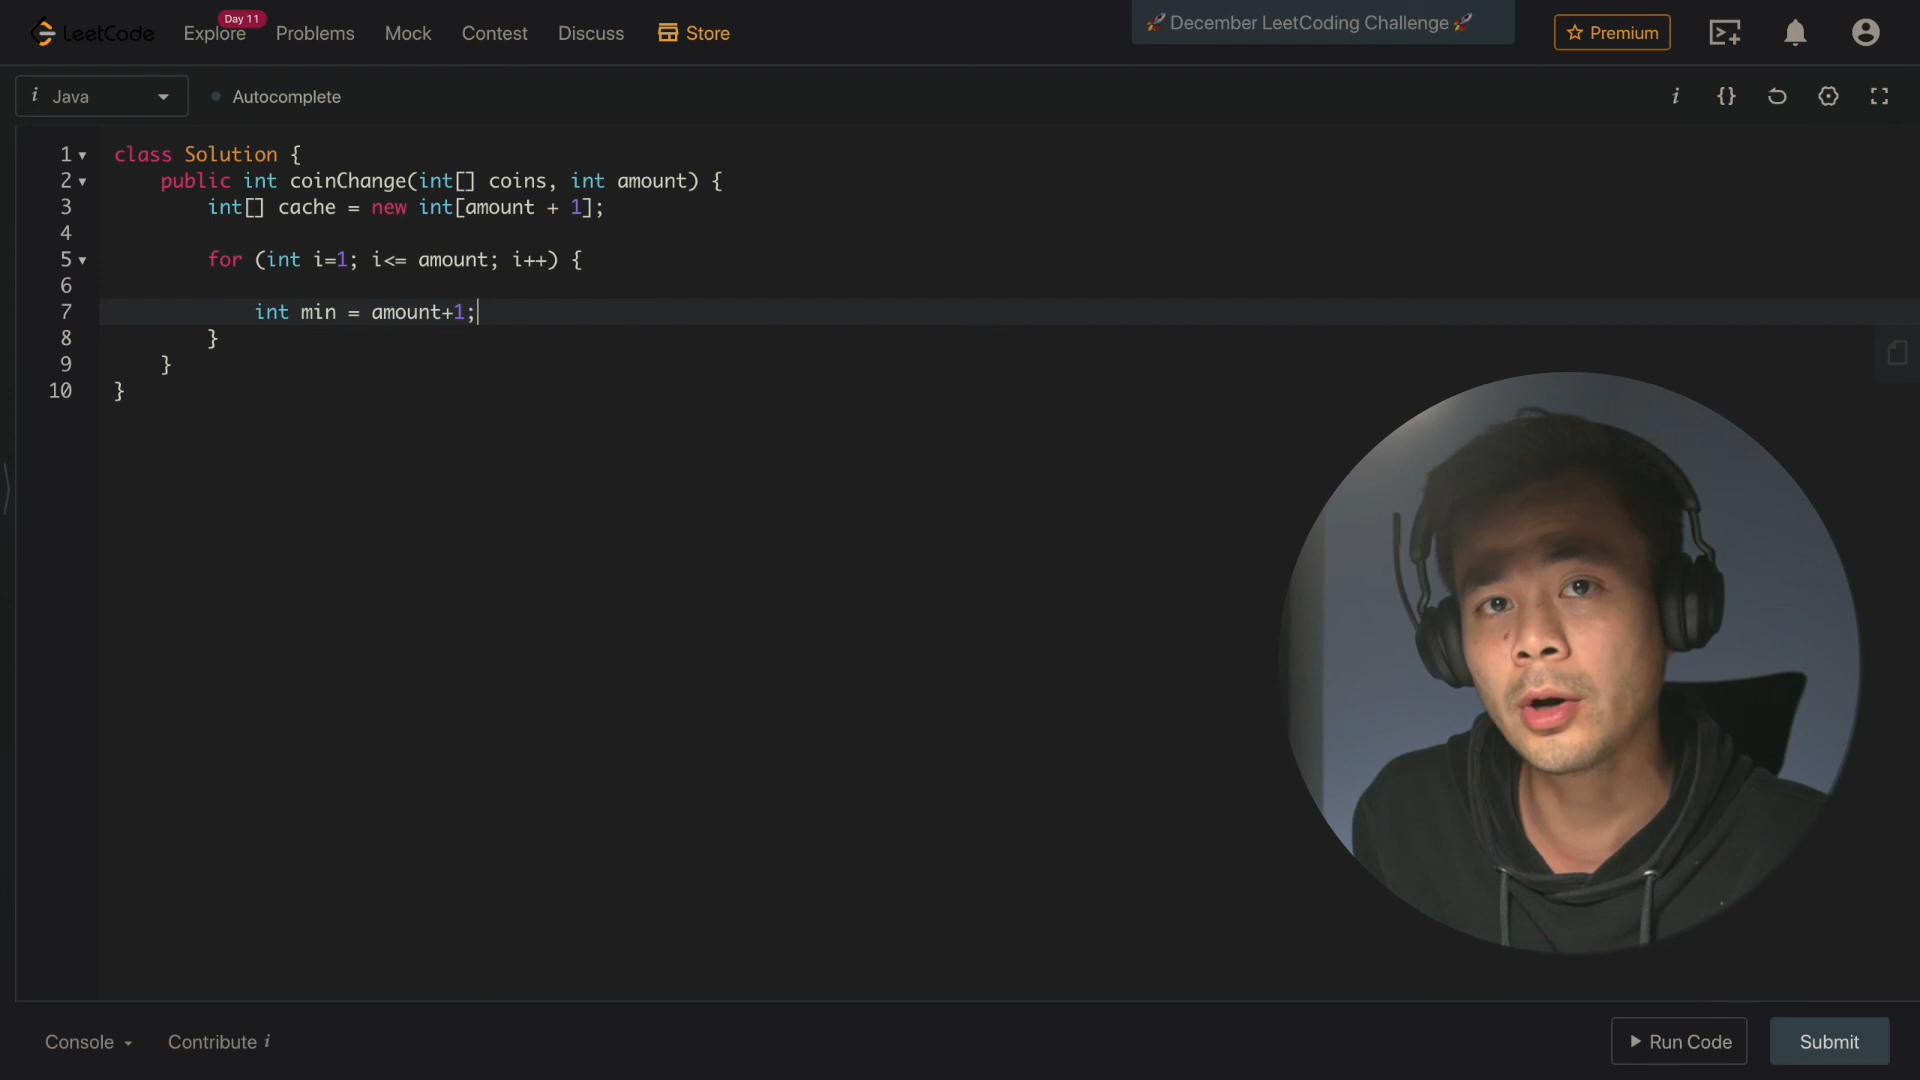 LeetCode Explore Day 11 Problems Mock Contest Discuss Store 🚀 December LeetCoding Challenge 🚀 Premium
i Java Autocomplete i {}
1 class Solution {
2 public int coinChange(int[] coins, int amount) {
3 int[] cache = new int[amount + 1];
4
5 for (int i=1; i<= amount; i++) {
6
7 int min = amount+1;
8 }
9 }
10 }
Console Contribute i Run Code Submit